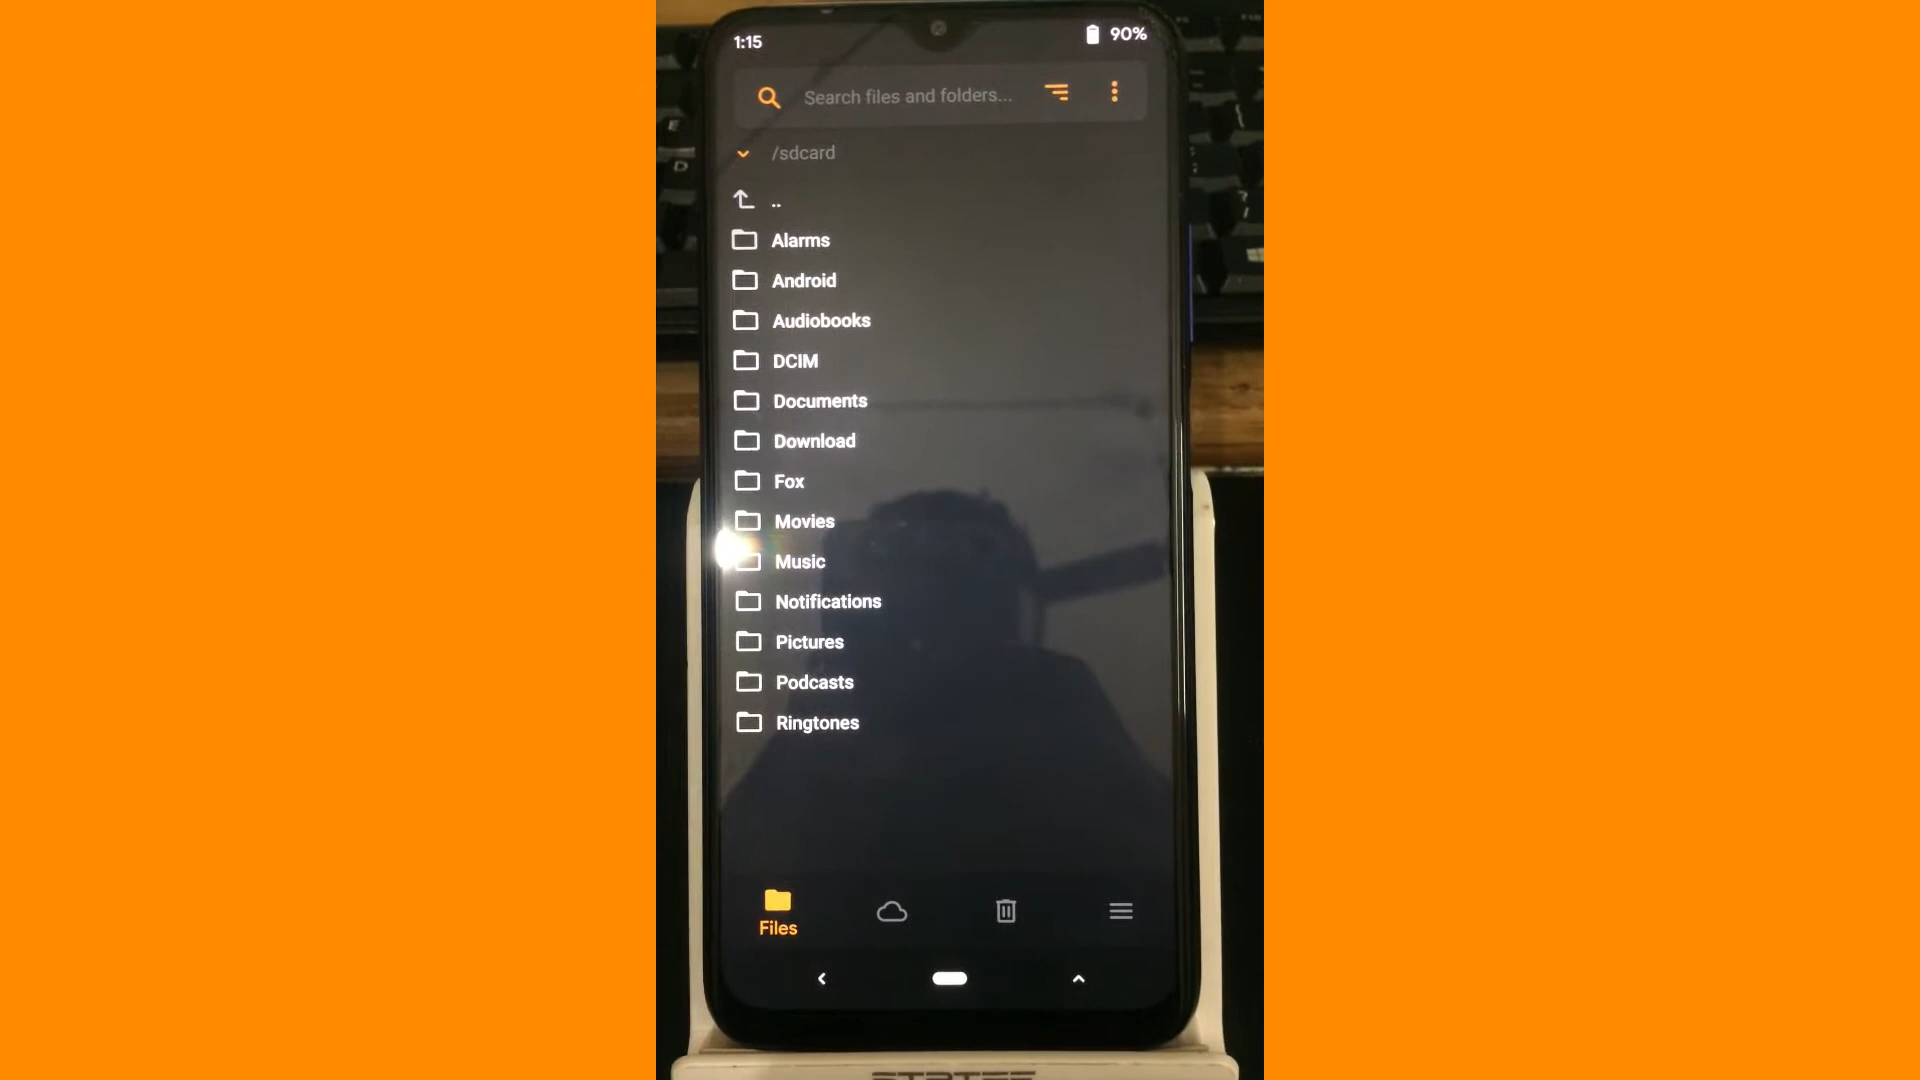 1:15
90%
Search files and folders...
/sdcard
..
Alarms
Android
Audiobooks
DCIM
Documents
Download
Fox
Movies
Music
Notifications
Pictures
Podcasts
Ringtones
Files
E
D